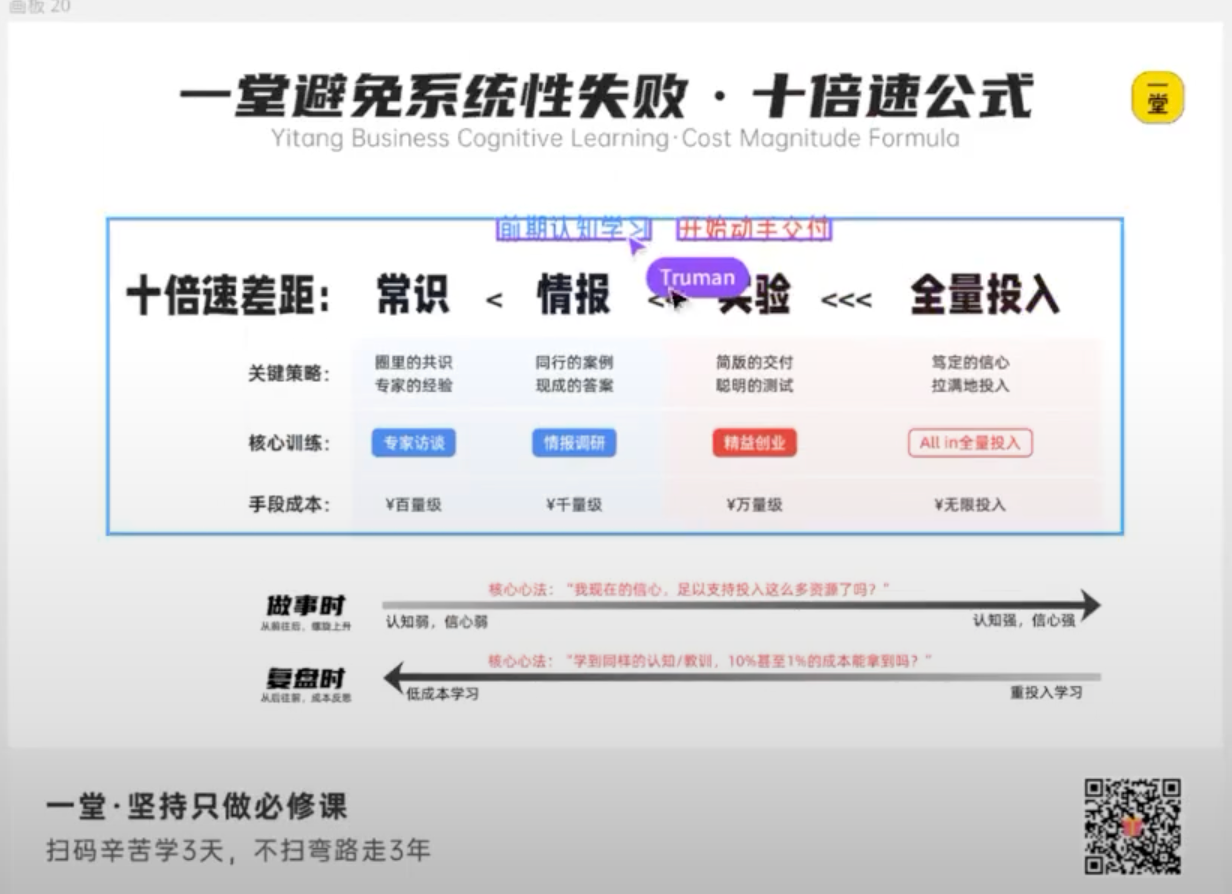 画板 20
一堂避免系统性失败 · 十倍速公式
一堂
Yitang Business Cognitive Learning·Cost Magnitude Formula
前期认知学习 开始动手交付
Truman
十倍速差距： 常识 < 情报 验 <<< 全量投入
关键策略： 圈里的共识 同行的案例 简版的交付 笃定的信心
专家的经验 现成的答案 聪明的测试 拉满地投入
核心训练： 专家访谈 情报调研 精益创业 All in全量投入
手段成本： ¥百量级 ¥千量级 ¥万量级 ¥无限投入
核心心法：“我现在的信心，足以支持投入这么多资源了吗？”
做事时
从前往后，螺旋上升
认知弱，信心弱 认知强，信心强
核心心法：“学到同样的认知/教训，10%甚至1%的成本能拿到吗？”
复盘时
从后往前，成本反思
低成本学习 重投入学习
一堂·坚持只做必修课
扫码辛苦学3天，不扫弯路走3年